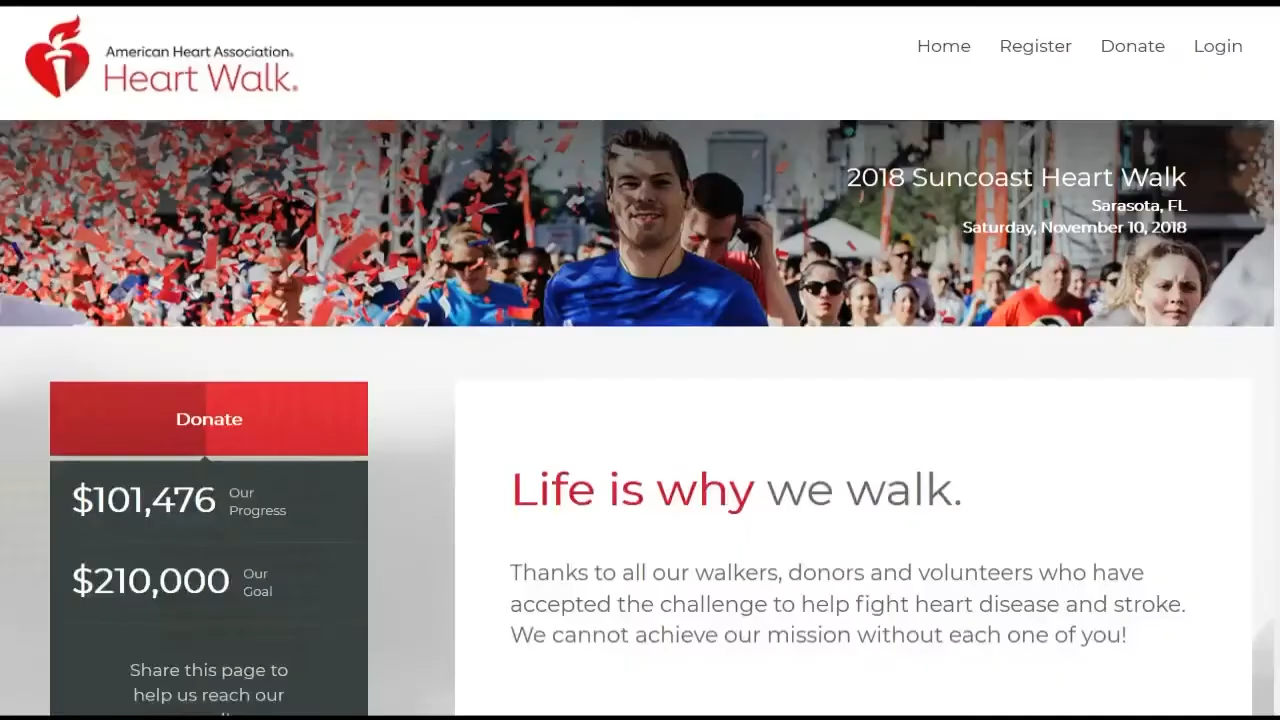 American Heart Association®
Heart Walk®
Home Register Donate Login
2018 Suncoast Heart Walk
Sarasota, FL
Saturday, November 10, 2018
Donate
$101,476 Our
Progress
$210,000 Our
Goal
Share this page to
help us reach our
Life is why we walk.
Thanks to all our walkers, donors and volunteers who have
accepted the challenge to help fight heart disease and stroke.
We cannot achieve our mission without each one of you!